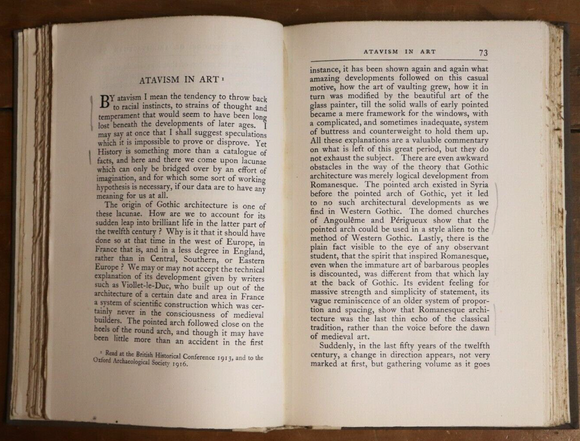 ATAVISM IN ART ¹
BY atavism I mean the tendency to throw back
to racial instincts, to strains of thought and
temperament that would seem to have been long
lost beneath the developments of later ages. I
may say at once that I shall suggest speculations
which it is impossible to prove or disprove. Yet
History is something more than a catalogue of
facts, and here and there we come upon lacunae
which can only be bridged over by an effort of
imagination, and for which some sort of working
hypothesis is necessary, if our data are to have any
meaning for us at all.
The origin of Gothic architecture is one of
these lacunae. How are we to account for its
sudden leap into brilliant life in the latter part of
the twelfth century ? Why is it that it should have
done so at that time in the west of Europe, in
France that is, and in a less degree in England,
rather than in Central, Southern, or Eastern
Europe ? We may or may not accept the technical
explanation of its development given by writers
such as Viollet-le-Duc, who built up out of the
architecture of a certain date and area in France
a system of scientific construction which was cer-
tainly never in the consciousness of medieval
builders. The pointed arch followed close on the
heels of the round arch, and though it may have
been little more than an accident in the first
¹ Read at the British Historical Conference 1913, and to the
Oxford Archaeological Society 1916.
ATAVISM IN ART 73
instance, it has been shown again and again what
amazing developments followed on this casual
motive, how the art of vaulting grew, how it in
turn was modified by the beautiful art of the
glass painter, till the solid walls of early pointed
became a mere framework for the windows, with
a complicated, and sometimes inadequate, system
of buttress and counterweight to hold them up.
All these explanations are a valuable commentary
on what is left of this great period, but they do
not exhaust the subject. There are even awkward
obstacles in the way of the theory that Gothic
architecture was merely logical development from
Romanesque. The pointed arch existed in Syria
before the pointed arch of Gothic, yet it led
to no such architectural developments as we
find in Western Gothic. The domed churches
of Angoulême and Périgueux show that the
pointed arch could be used in a style alien to the
method of Western Gothic. Lastly, there is the
plain fact visible to the eye of any observant
student, that the spirit that inspired Romanesque,
even when the immature art of barbarous peoples
is discounted, was different from that which lay
at the back of Gothic. Its evident feeling for
massive strength and simplicity of statement, its
vague reminiscence of an older system of propor-
tion and spacing, show that Romanesque archi-
tecture was the last thin echo of the classical
tradition, rather than the voice before the dawn
of medieval art.
Suddenly, in the last fifty years of the twelfth
century, a change in direction appears, not very
marked at first, but gathering volume as it goes